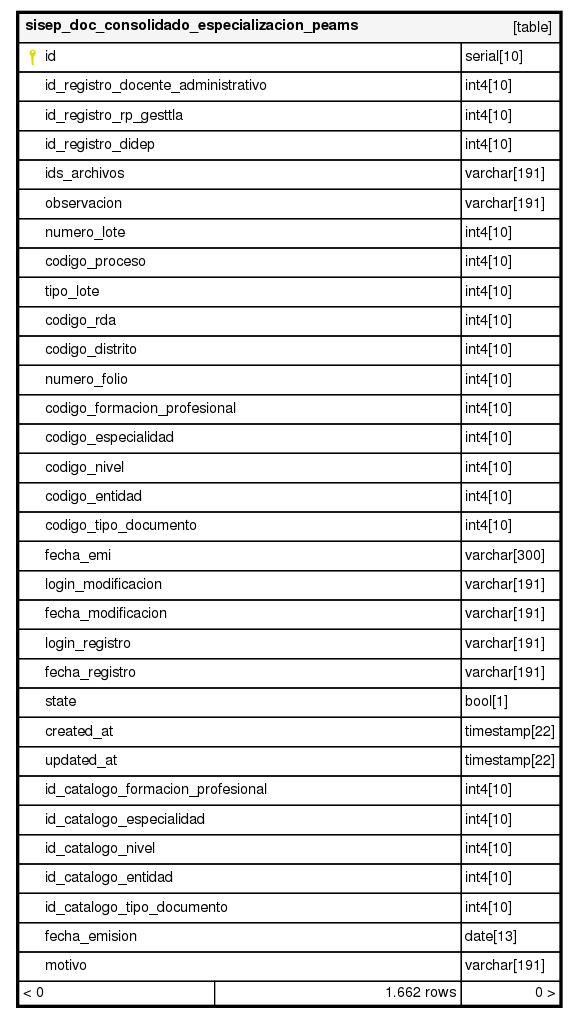 sisep_doc_consolidado_especializacion_peams [table]
id serial[10]
id_registro_docente_administrativo int4[10]
id_registro_rp_gesttla int4[10]
id_registro_didep int4[10]
ids_archivos varchar[191]
observacion varchar[191]
numero_lote int4[10]
codigo_proceso int4[10]
tipo_lote int4[10]
codigo_rda int4[10]
codigo_distrito int4[10]
numero_folio int4[10]
codigo_formacion_profesional int4[10]
codigo_especialidad int4[10]
codigo_nivel int4[10]
codigo_entidad int4[10]
codigo_tipo_documento int4[10]
fecha_emi varchar[300]
login_modificacion varchar[191]
fecha_modificacion varchar[191]
login_registro varchar[191]
fecha_registro varchar[191]
state bool[1]
created_at timestamp[22]
updated_at timestamp[22]
id_catalogo_formacion_profesional int4[10]
id_catalogo_especialidad int4[10]
id_catalogo_nivel int4[10]
id_catalogo_entidad int4[10]
id_catalogo_tipo_documento int4[10]
fecha_emision date[13]
motivo varchar[191]
< 0 1.662 rows 0 >